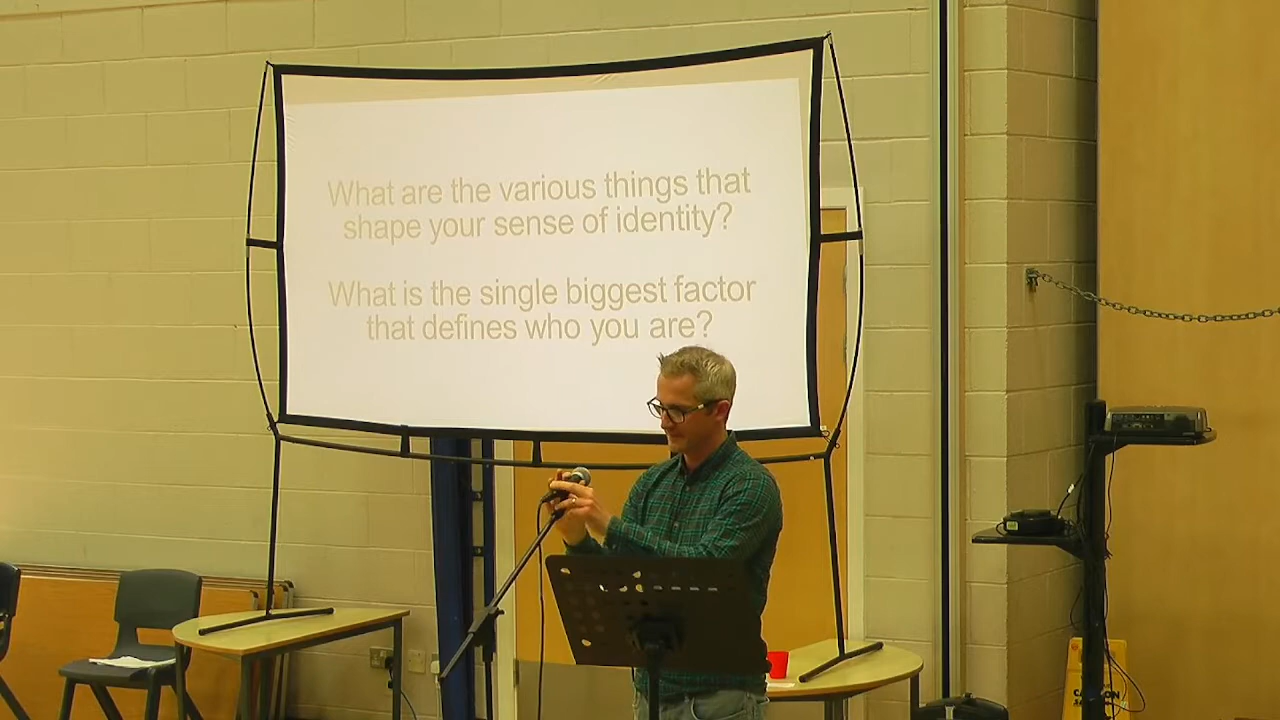 What are the various things that
shape your sense of identity?
What is the single biggest factor
that defines who you are?